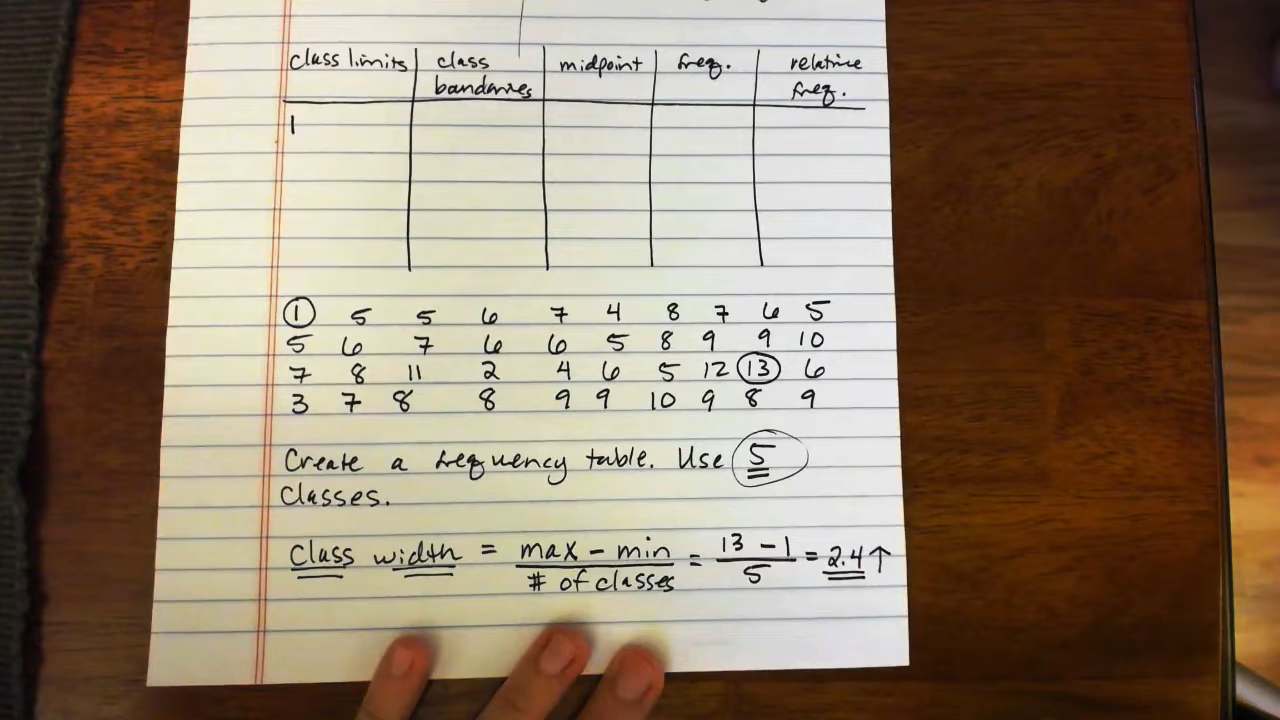 class limits class bandaries midpoint freq. relative freq.
1
1 5 5 6 7 4 8 7 6 5
5 6 7 6 6 5 8 9 9 10
7 8 11 2 4 6 5 12 13 6
3 7 8 8 9 9 10 9 8 9
Create a frequency table. Use 5
classes.
Class width = max - min / # of classes = 13 - 1 / 5 = 2.4 ↑